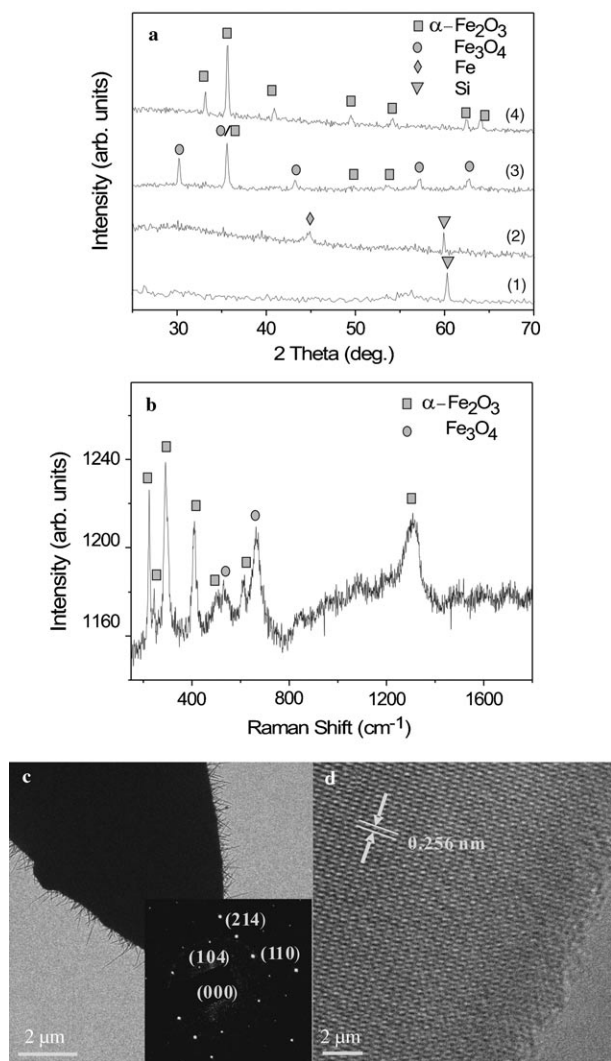 a
α-Fe2O3
Fe3O4
Fe
Si
(4)
(3)
(2)
(1)
Intensity (arb. units)
30 40 50 60 70
2 Theta (deg.)
b
α-Fe2O3
Fe3O4
1240
1200
1160
Intensity (arb. units)
400 800 1200 1600
Raman Shift (cm-1)
c
(214)
(104)
(110)
(000)
2 μm
d
0.256 nm
2 μm